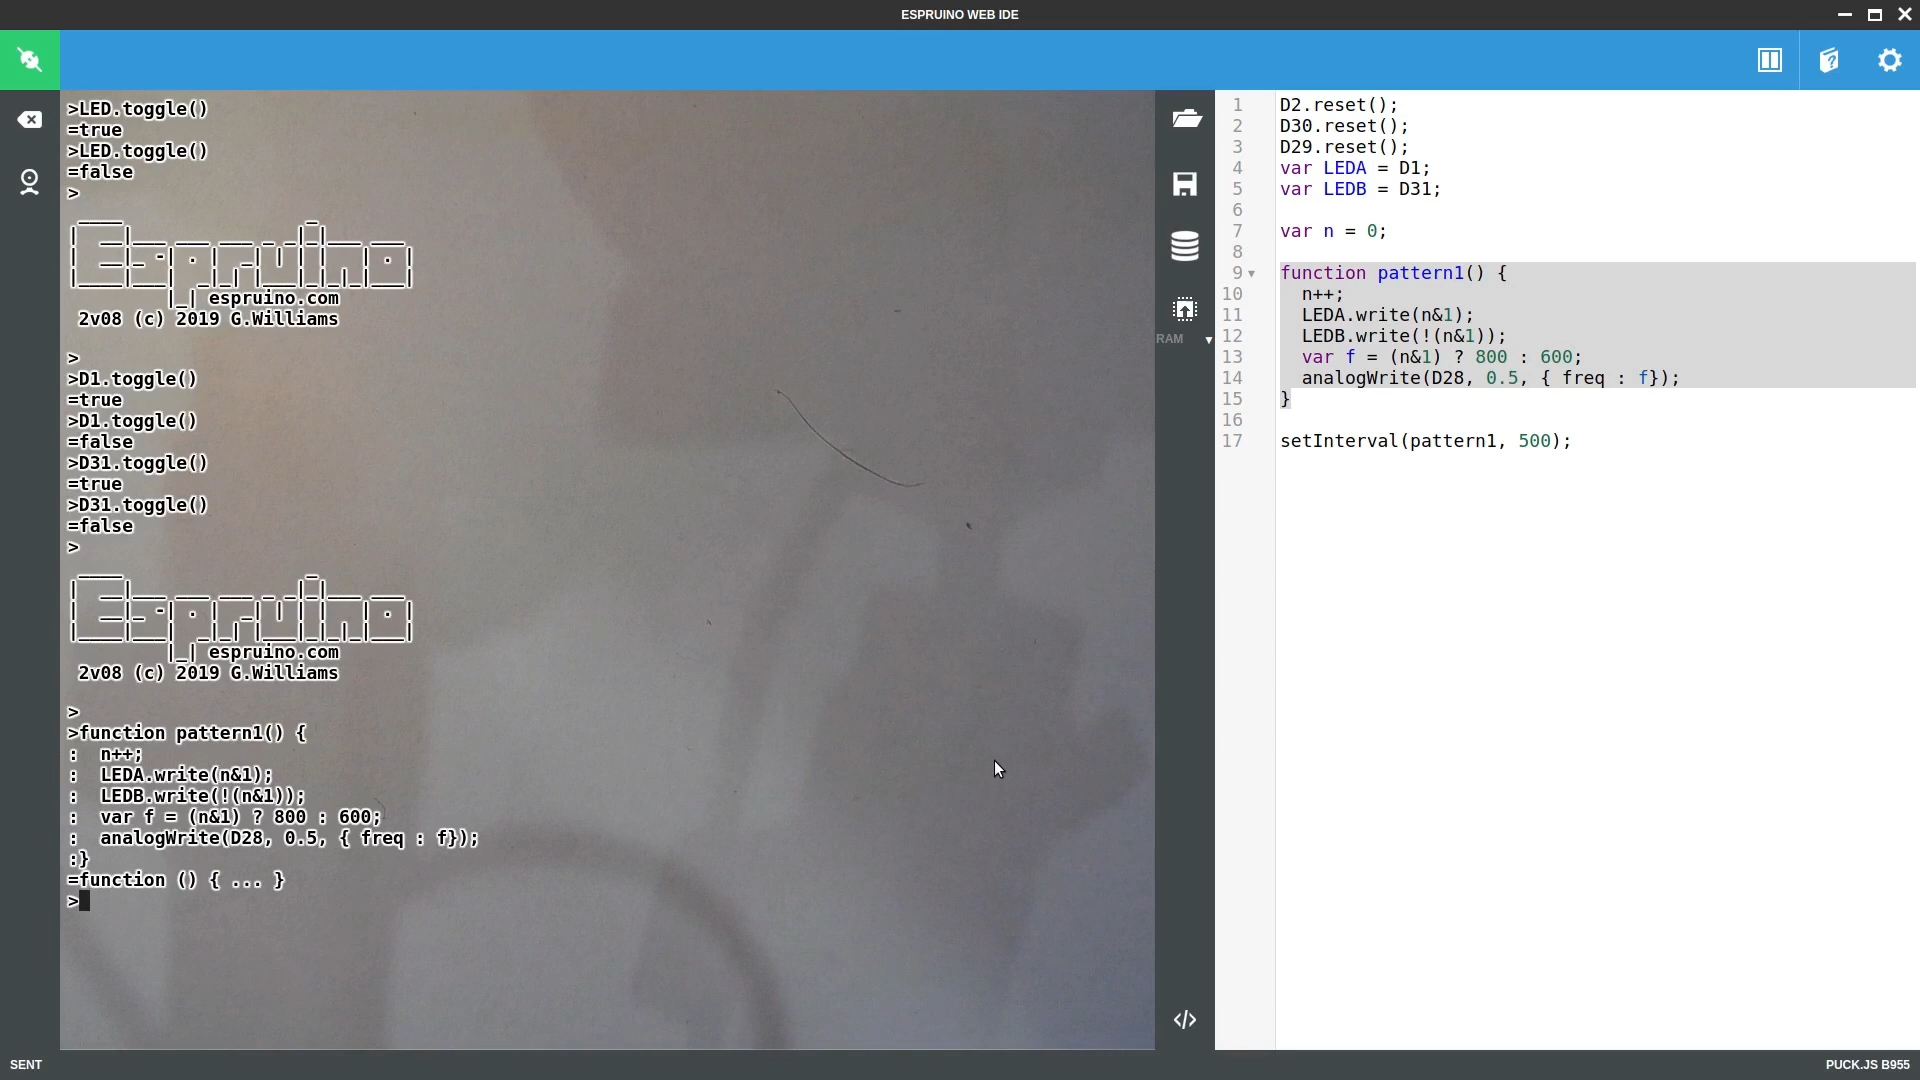 ESPRUINO WEB IDE
>LED.toggle()
=true
>LED.toggle()
=false
>
Espruino
|_| espruino.com
2v08 (c) 2019 G.Williams
>
>D1.toggle()
=true
>D1.toggle()
=false
>D31.toggle()
=true
>D31.toggle()
=false
>
Espruino
|_| espruino.com
2v08 (c) 2019 G.Williams
>
>function pattern1() {
:  n++;
:  LEDA.write(n&1);
:  LEDB.write(!(n&1));
:  var f = (n&1) ? 800 : 600;
:  analogWrite(D28, 0.5, { freq : f});
:}
=function () { ... }
>
RAM
1 D2.reset();
2 D30.reset();
3 D29.reset();
4 var LEDA = D1;
5 var LEDB = D31;
6
7 var n = 0;
8
9 function pattern1() {
10   n++;
11   LEDA.write(n&1);
12   LEDB.write(!(n&1));
13   var f = (n&1) ? 800 : 600;
14   analogWrite(D28, 0.5, { freq : f});
15 }
16
17 setInterval(pattern1, 500);
SENT
PUCK.JS B955